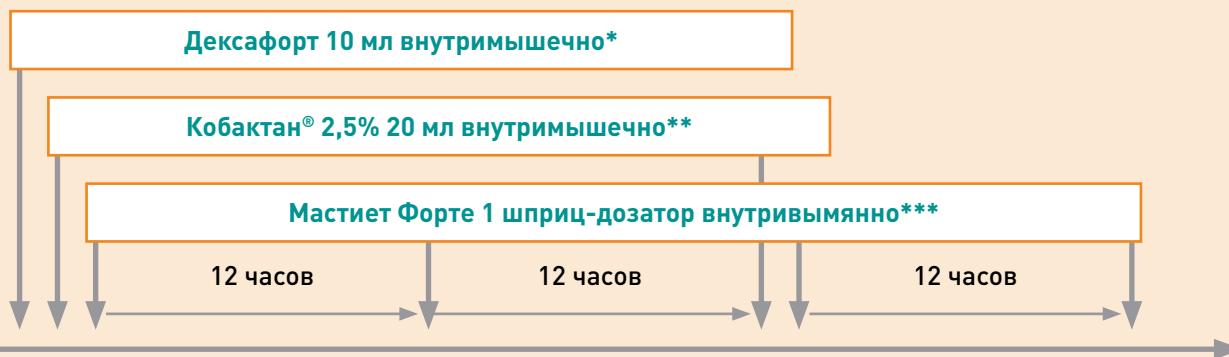 Дексафорт 10 мл внутримышечно*
Кобактан® 2,5% 20 мл внутримышечно**
Мастиет Форте 1 шприц-дозатор внутривымянно***
12 часов 12 часов 12 часов